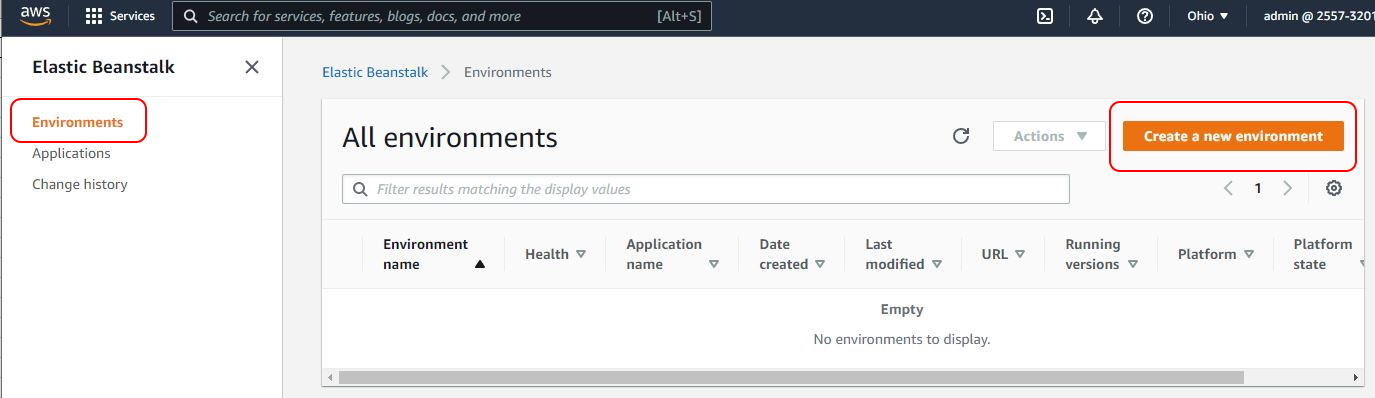 aws
Services
Search for services, features, blogs, docs, and more [Alt+S]
Ohio
admin @ 2557-3201
Elastic Beanstalk
Environments
Applications
Change history
Elastic Beanstalk Environments
All environments
Actions
Create a new environment
Filter results matching the display values
1
Environment name
Health
Application name
Date created
Last modified
URL
Running versions
Platform
Platform state
Empty
No environments to display.